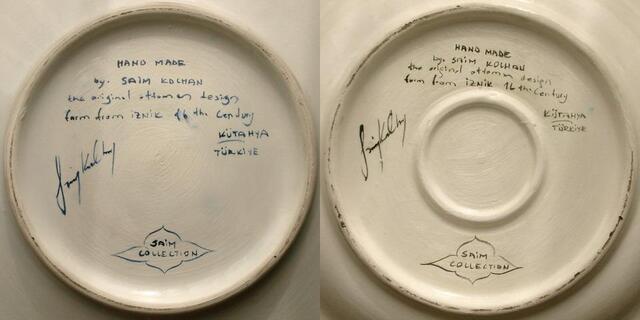 HAND MADE
by. SAİM KOLHAN
the original ottoman design
form from İZNİK 16 the Century
KÜTAHYA
TÜRKİYE
SAİM
COLLECTION
HAND MADE
by. SAİM KOLHAN
the original ottoman design
form from İZNİK 16 the Century
KÜTAHYA
TÜRKİYE
SAİM
COLLECTION